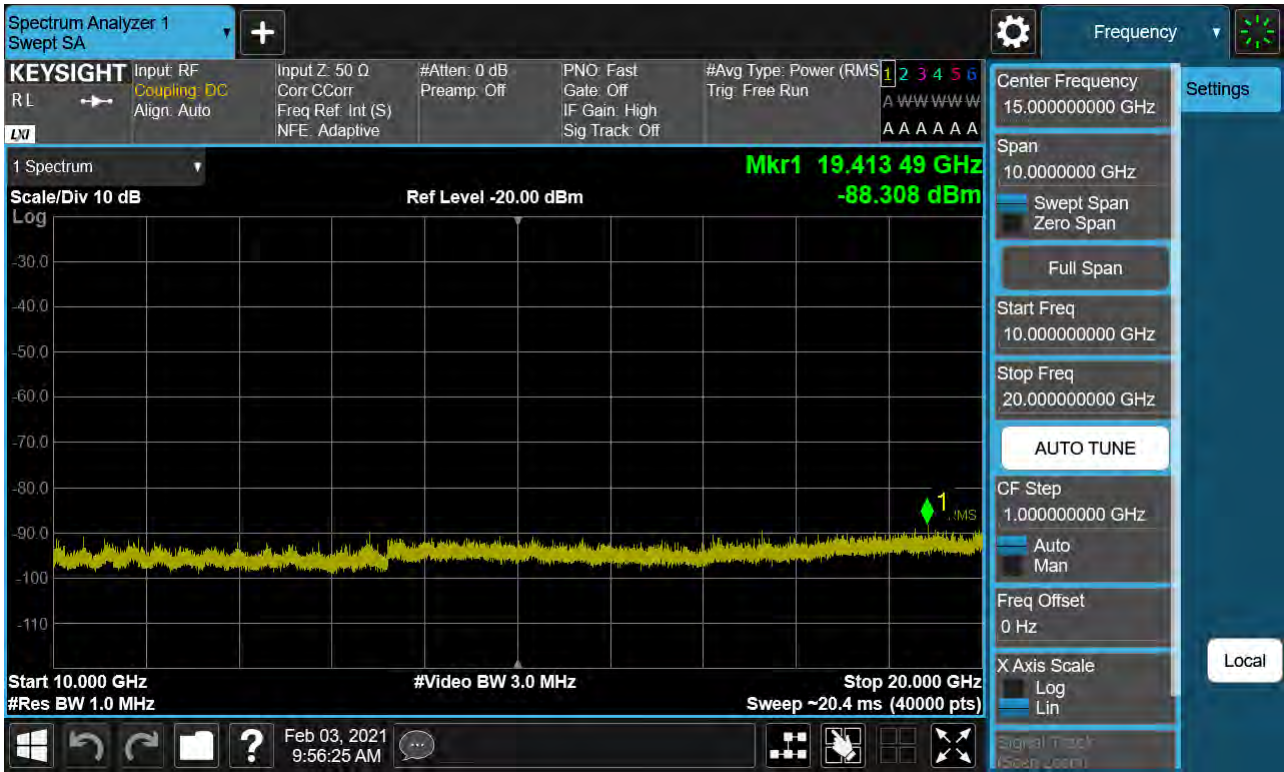 Spectrum Analyzer 1
Swept SA
+
Frequency
KEYSIGHT
RL
LXI
Input: RF
Coupling: DC
Align: Auto
Input Z: 50 Ω
Corr CCorr
Freq Ref: Int (S)
NFE: Adaptive
#Atten: 0 dB
Preamp: Off
PNO: Fast
Gate: Off
IF Gain: High
Sig Track: Off
#Avg Type: Power (RMS
Trig: Free Run
1 2 3 4 5 6
A W W W W W
A A A A A A
1 Spectrum
Scale/Div 10 dB
Ref Level -20.00 dBm
Mkr1 19.413 49 GHz
-88.308 dBm
Log
-30.0
-40.0
-50.0
-60.0
-70.0
-80.0
-90.0
-100
-110
1
RMS
Start 10.000 GHz
#Res BW 1.0 MHz
#Video BW 3.0 MHz
Stop 20.000 GHz
Sweep ~20.4 ms (40000 pts)
Feb 03, 2021
9:56:25 AM
?
Center Frequency
15.000000000 GHz
Settings
Span
10.0000000 GHz
Swept Span
Zero Span
Full Span
Start Freq
10.000000000 GHz
Stop Freq
20.000000000 GHz
AUTO TUNE
CF Step
1.000000000 GHz
Auto
Man
Freq Offset
0 Hz
X Axis Scale
Log
Lin
Local
Signal Track
(Span Zoom)